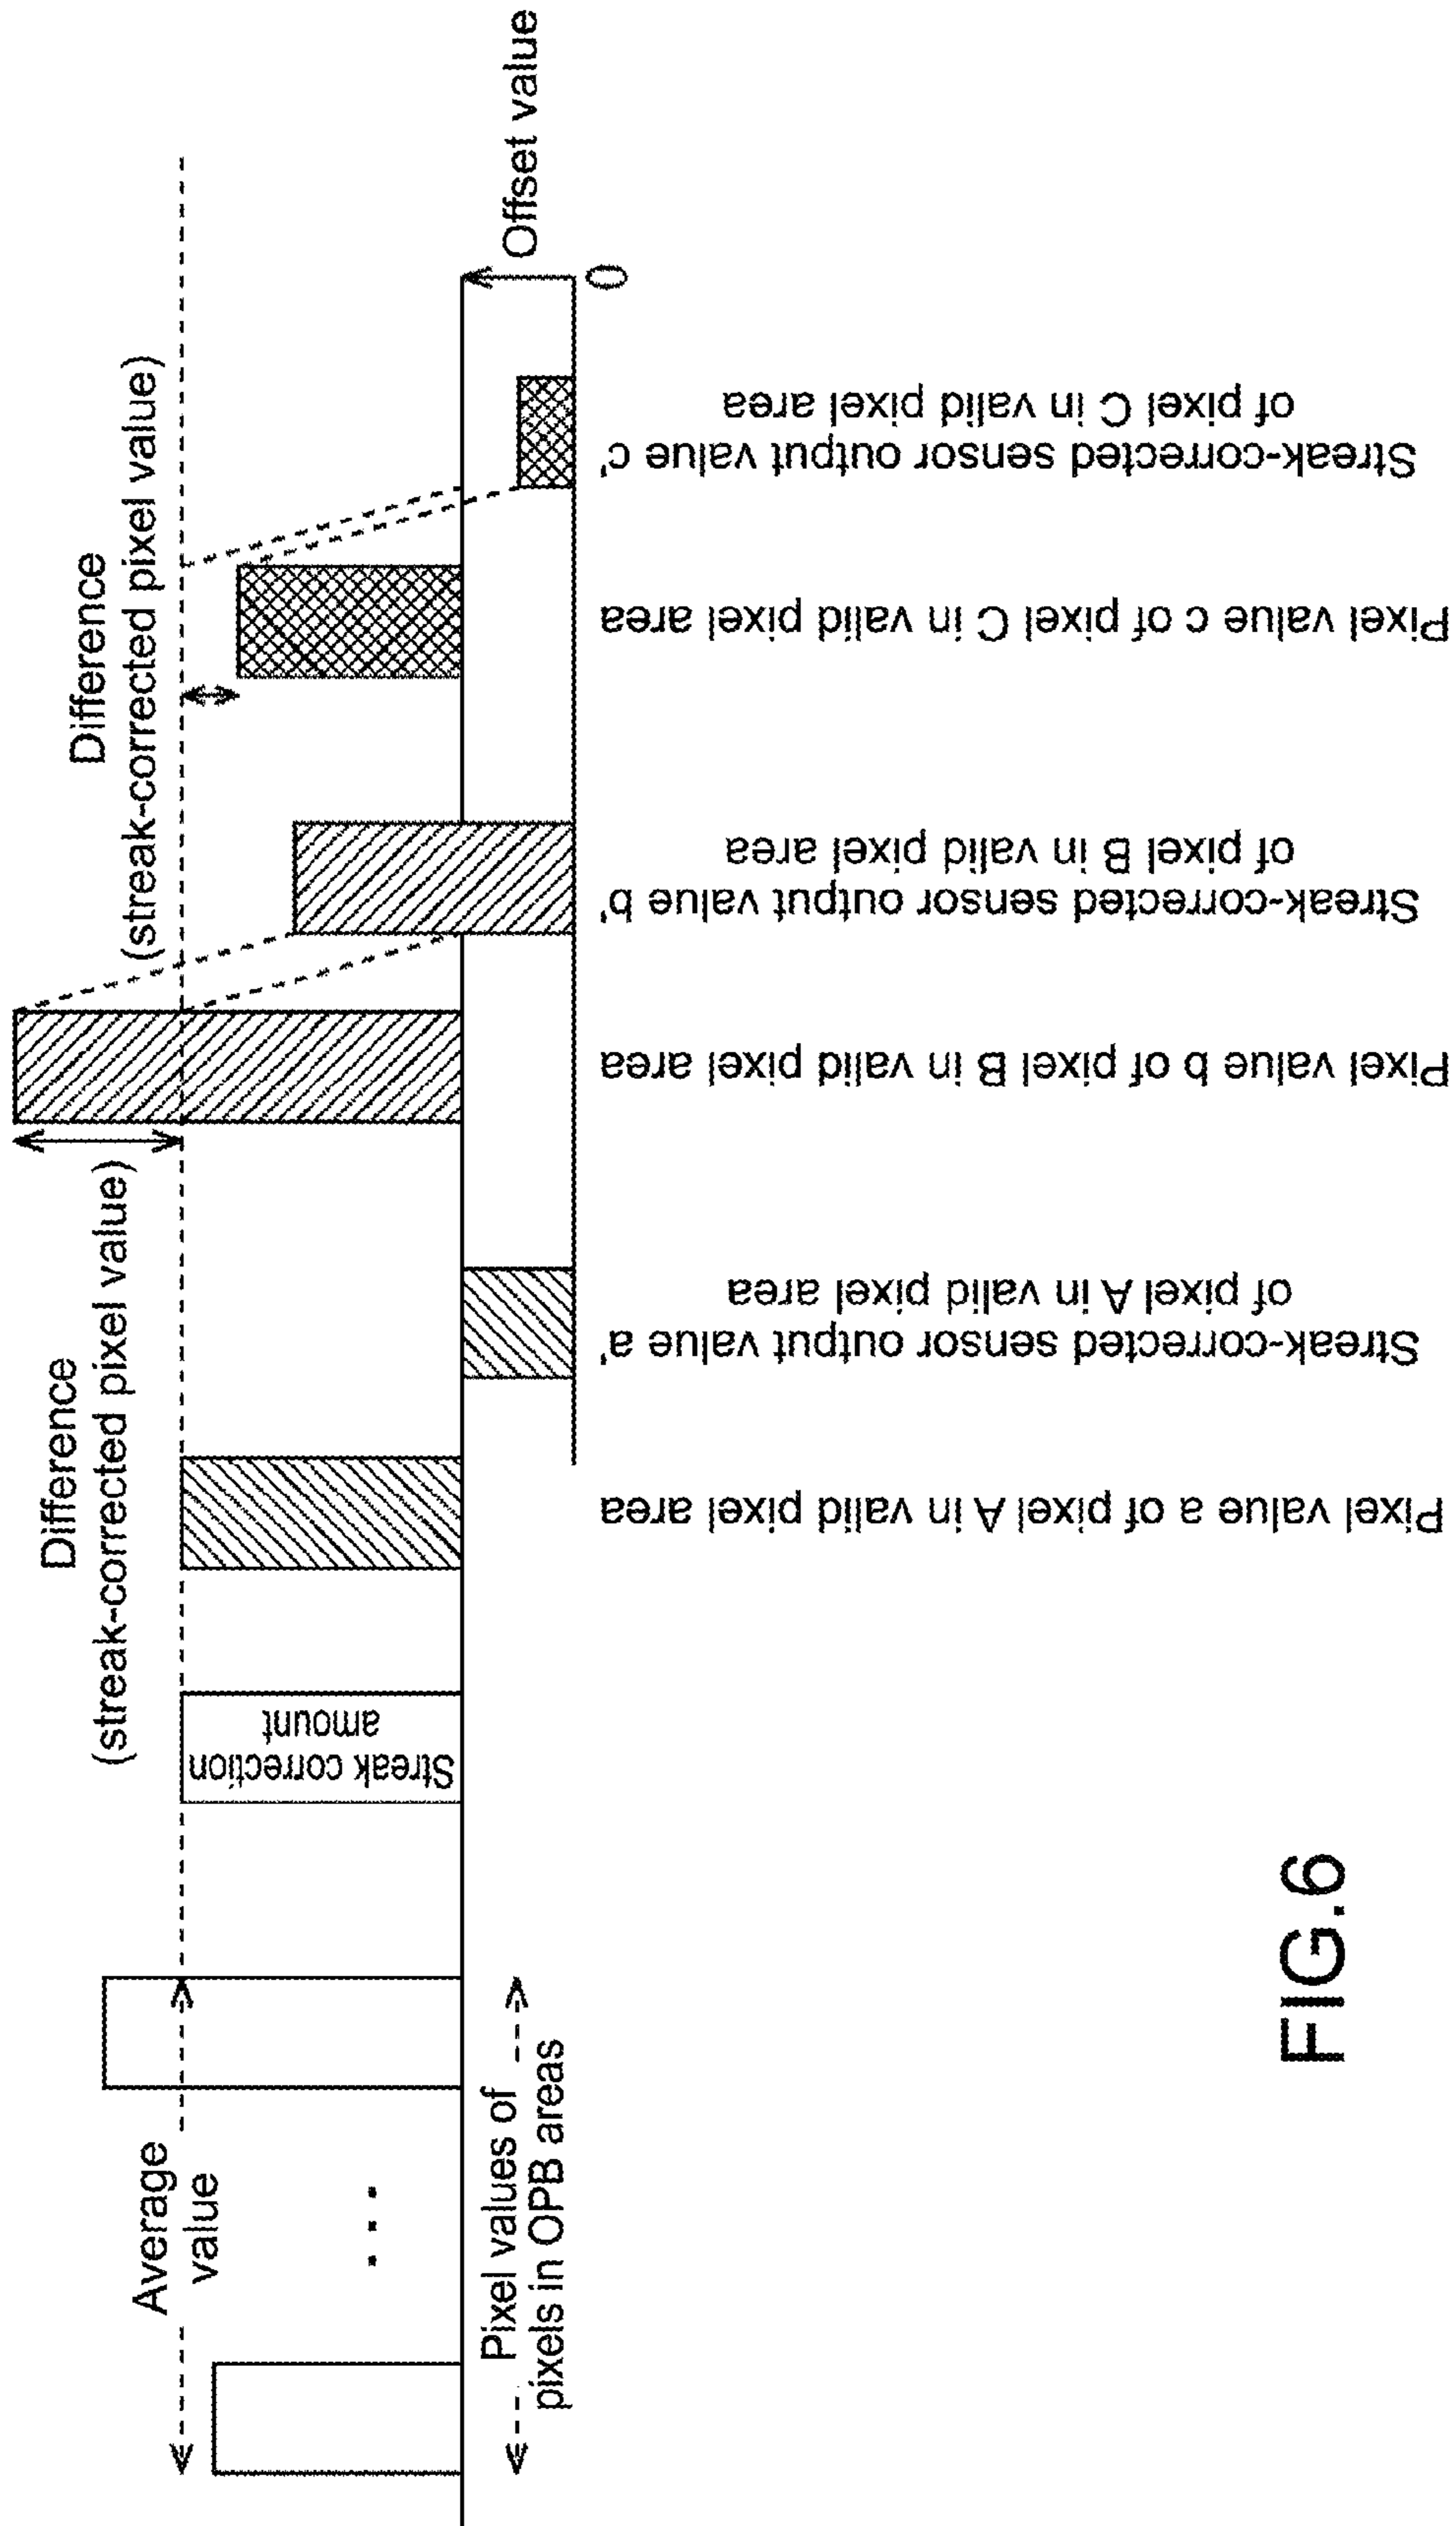 Average
value
Pixel values of
pixels in OPB areas
Streak correction
amount
Difference
(streak-corrected pixel value)
Pixel value a of pixel A in valid pixel area
Streak-corrected sensor output value a'
of pixel A in valid pixel area
Pixel value b of pixel B in valid pixel area
Streak-corrected sensor output value b'
of pixel B in valid pixel area
Difference
(streak-corrected pixel value)
Pixel value c of pixel C in valid pixel area
Streak-corrected sensor output value c'
of pixel C in valid pixel area
Offset value
0
FIG.6